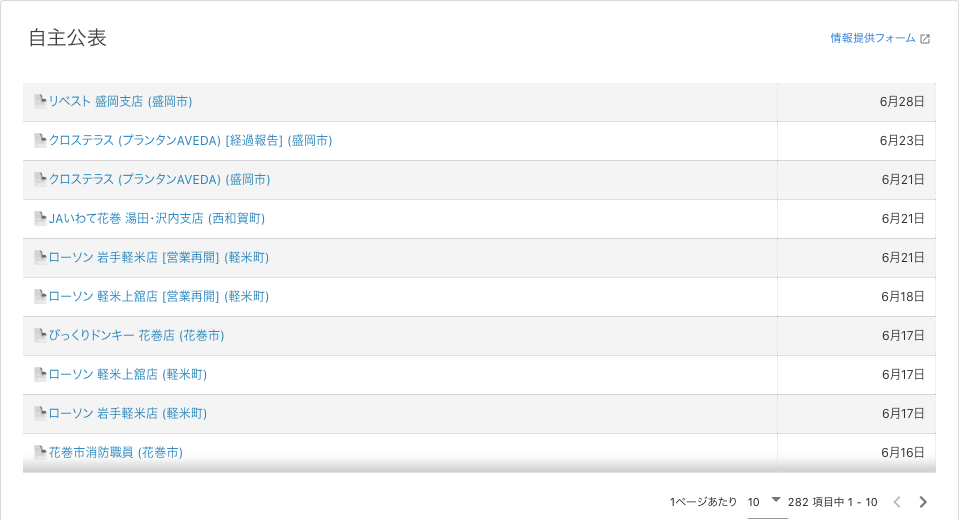 自主公表
情報提供フォーム
リベスト 盛岡支店 (盛岡市) 6月28日
クロステラス (プランタンAVEDA) [経過報告] (盛岡市) 6月23日
クロステラス (プランタンAVEDA) (盛岡市) 6月21日
JAいわて花巻 湯田・沢内支店 (西和賀町) 6月21日
ローソン 岩手軽米店 [営業再開] (軽米町) 6月21日
ローソン 軽米上舘店 [営業再開] (軽米町) 6月18日
びっくりドンキー 花巻店 (花巻市) 6月17日
ローソン 軽米上舘店 (軽米町) 6月17日
ローソン 岩手軽米店 (軽米町) 6月17日
花巻市消防職員 (花巻市) 6月16日
1ページあたり 10 282 項目中 1 - 10